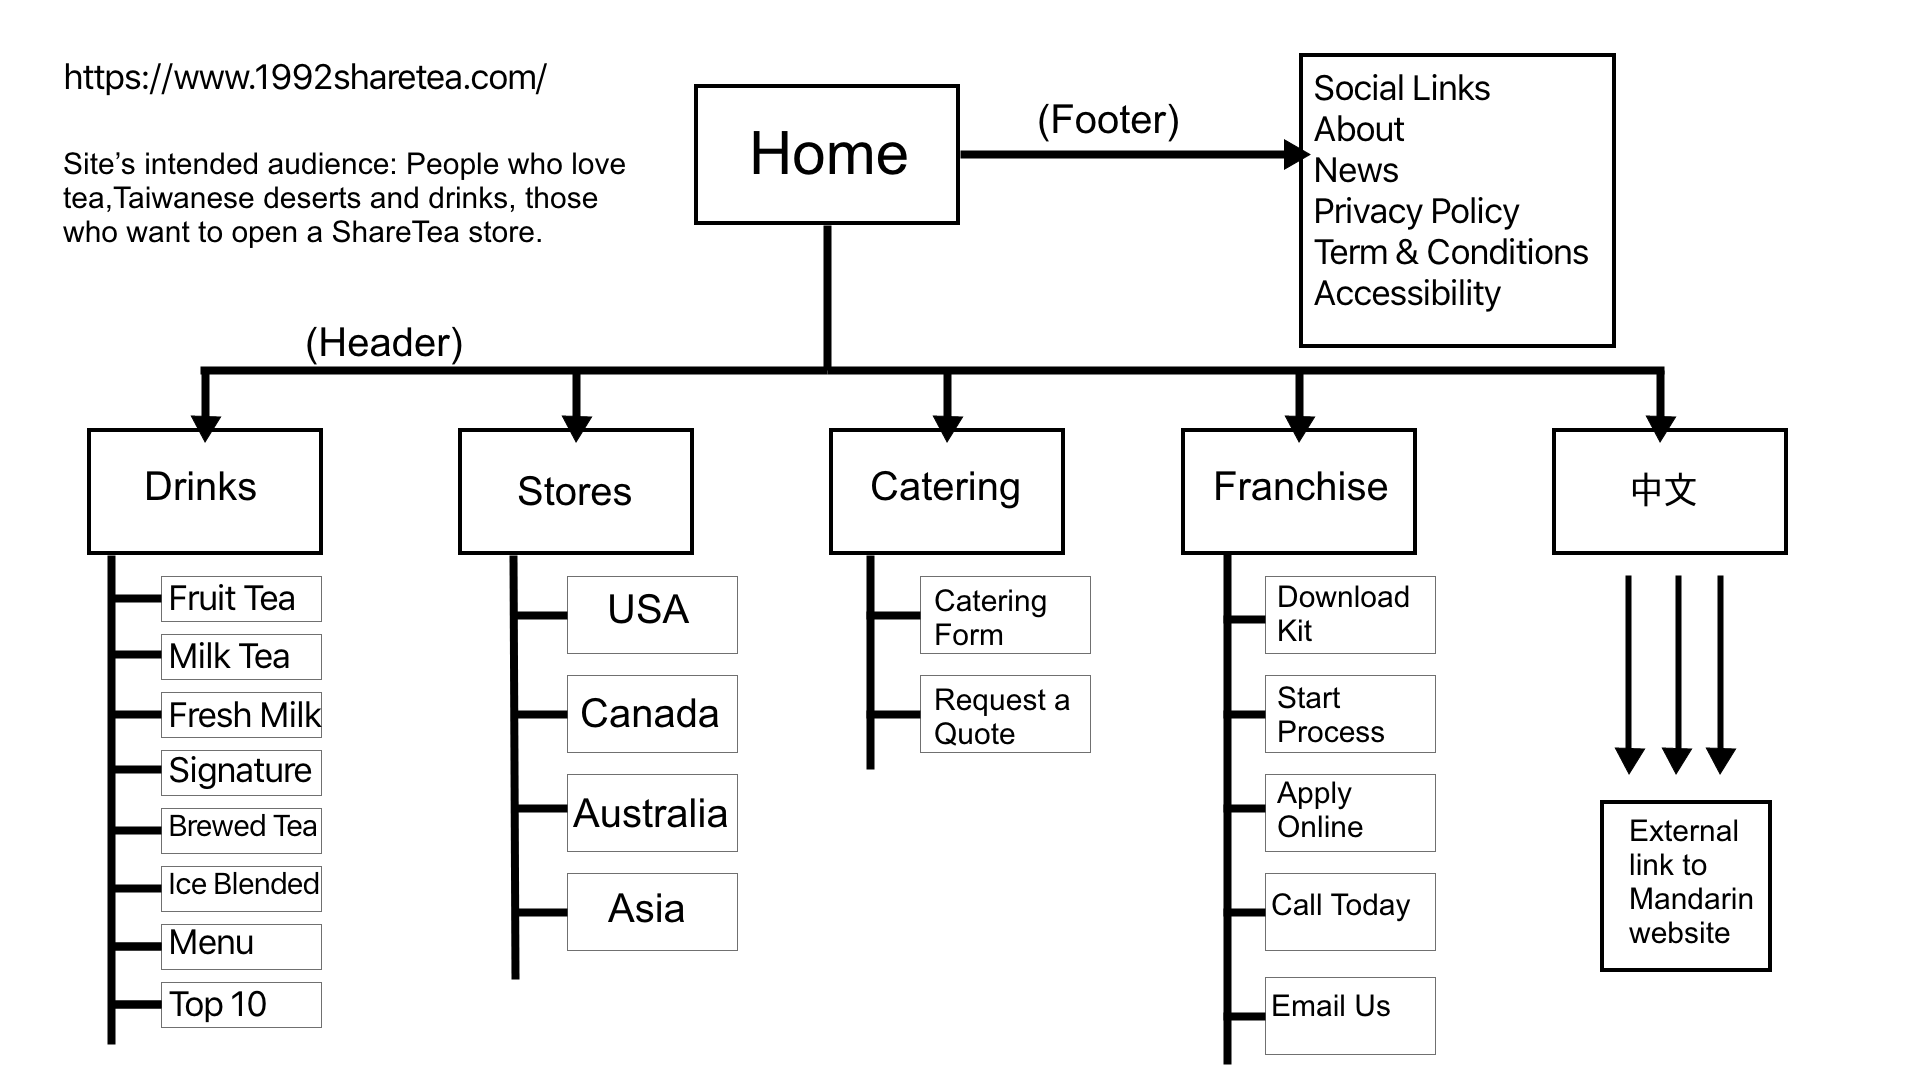 https://www.1992sharetea.com/
Site’s intended audience: People who love
tea,Taiwanese deserts and drinks, those
who want to open a ShareTea store.
Home
(Footer)
Social Links
About
News
Privacy Policy
Term & Conditions
Accessibility
(Header)
Drinks
Fruit Tea
Milk Tea
Fresh Milk
Signature
Brewed Tea
Ice Blended
Menu
Top 10
Stores
USA
Canada
Australia
Asia
Catering
Catering
Form
Request a
Quote
Franchise
Download
Kit
Start
Process
Apply
Online
Call Today
Email Us
中文
External
link to
Mandarin
website